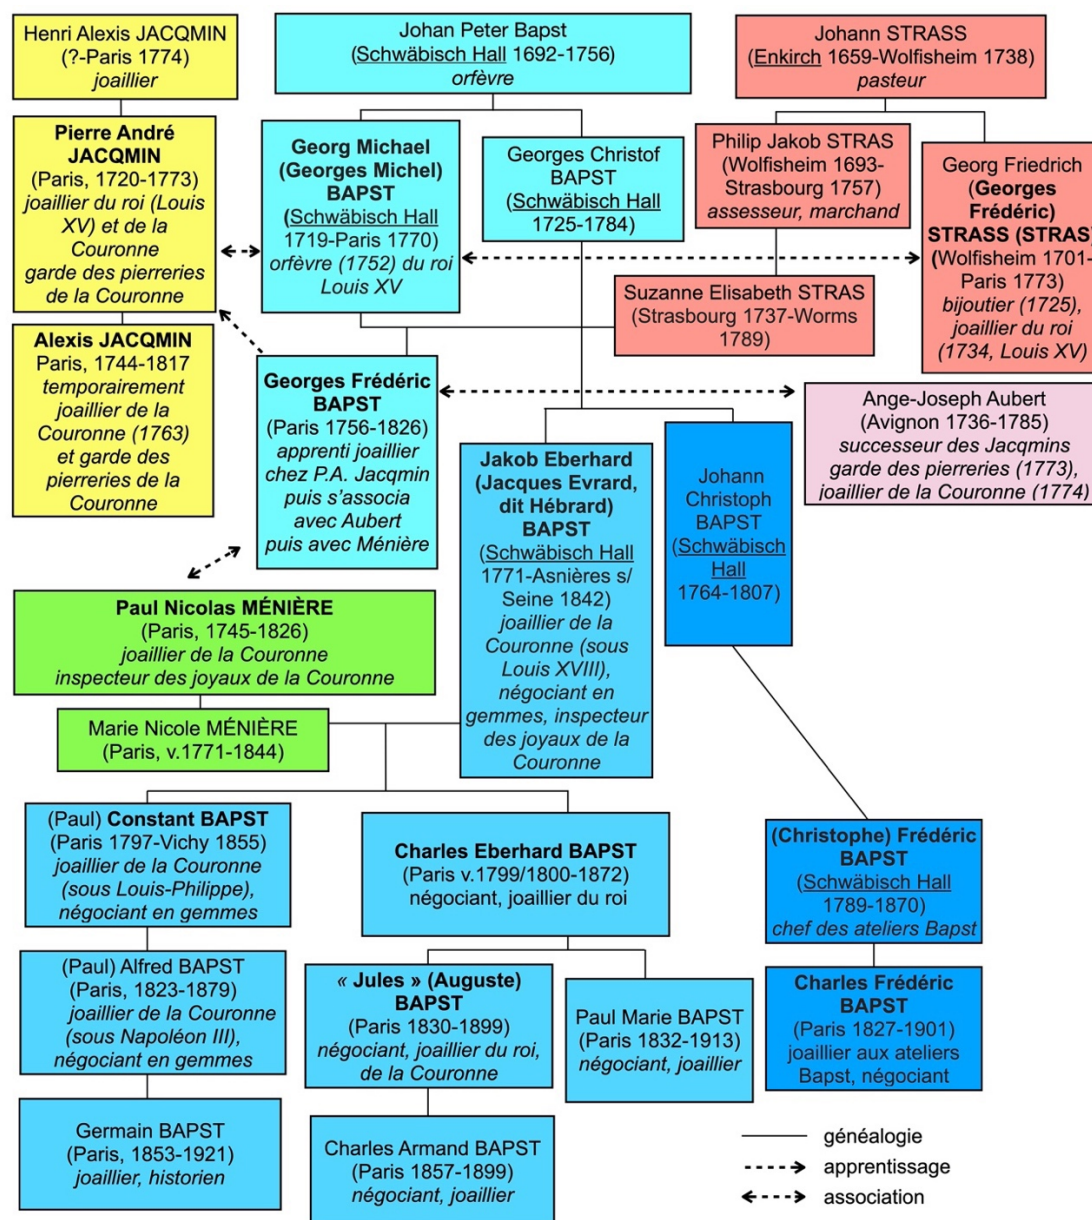 Henri Alexis JACQMIN
(?-Paris 1774)
joaillier
Johan Peter Bapst
(Schwäbisch Hall 1692-1756)
orfèvre
Johann STRASS
(Enkirch 1659-Wolfisheim 1738)
pasteur
Pierre André
JACQMIN
(Paris, 1720-1773)
joaillier du roi (Louis
XV) et de la
Couronne
garde des pierreries
de la Couronne
Georg Michael
(Georges Michel)
BAPST
(Schwäbisch Hall
1719-Paris 1770)
orfèvre (1752) du roi
Louis XV
Georges Christof
BAPST
(Schwäbisch Hall
1725-1784)
Philip Jakob STRAS
(Wolfisheim 1693-
Strasbourg 1757)
assesseur, marchand
Georg Friedrich
(Georges
Frédéric)
STRASS (STRAS)
(Wolfisheim 1701-
Paris 1773)
bijoutier (1725),
joaillier du roi
(1734, Louis XV)
Suzanne Elisabeth STRAS
(Strasbourg 1737-Worms
1789)
Alexis JACQMIN
Paris, 1744-1817
temporairement
joaillier de la
Couronne (1763)
et garde des
pierreries de la
Couronne
Georges Frédéric
BAPST
(Paris 1756-1826)
apprenti joaillier
chez P.A. Jacqmin
puis s'associa
avec Aubert
puis avec Ménière
Ange-Joseph Aubert
(Avignon 1736-1785)
successeur des Jacqmins
garde des pierreries (1773),
joaillier de la Couronne (1774)
Jakob Eberhard
(Jacques Evrard,
dit Hébrard)
BAPST
(Schwäbisch Hall
1771-Asnières s/
Seine 1842)
joaillier de la
Couronne (sous
Louis XVIII),
négociant en
gemmes, inspecteur
des joyaux de la
Couronne
Johann
Christoph
BAPST
(Schwäbisch
Hall
1764-1807)
Paul Nicolas MÉNIÈRE
(Paris, 1745-1826)
joaillier de la Couronne
inspecteur des joyaux de la Couronne
Marie Nicole MÉNIÈRE
(Paris, v.1771-1844)
(Paul) Constant BAPST
(Paris 1797-Vichy 1855)
joaillier de la Couronne
(sous Louis-Philippe),
négociant en gemmes
Charles Eberhard BAPST
(Paris v.1799/1800-1872)
négociant, joaillier du roi
(Christophe) Frédéric
BAPST
(Schwäbisch Hall
1789-1870)
chef des ateliers Bapst
(Paul) Alfred BAPST
(Paris, 1823-1879)
joaillier de la Couronne
(sous Napoléon III),
négociant en gemmes
« Jules » (Auguste)
BAPST
(Paris 1830-1899)
négociant, joaillier du roi,
de la Couronne
Paul Marie BAPST
(Paris 1832-1913)
négociant, joaillier
Charles Frédéric
BAPST
(Paris 1827-1901)
joaillier aux ateliers
Bapst, négociant
Germain BAPST
(Paris, 1853-1921)
joaillier, historien
Charles Armand BAPST
(Paris 1857-1899)
négociant, joaillier
généalogie
apprentissage
association